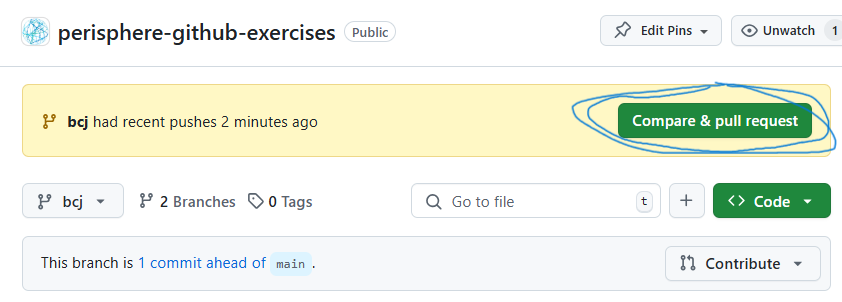 perisphere-github-exercises Public Edit Pins Unwatch 1
bcj had recent pushes 2 minutes ago Compare & pull request
bcj 2 Branches 0 Tags Go to file t + Code
This branch is 1 commit ahead of main. Contribute